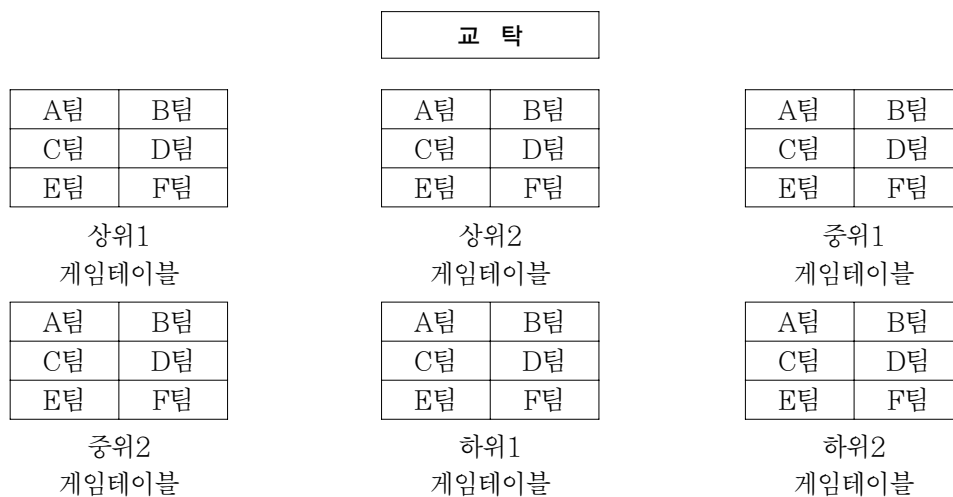 교 탁
A팀 B팀 A팀 B팀 A팀 B팀
C팀 D팀 C팀 D팀 C팀 D팀
E팀 F팀 E팀 F팀 E팀 F팀
상위1 상위2 중위1
게임테이블 게임테이블 게임테이블
A팀 B팀 A팀 B팀 A팀 B팀
C팀 D팀 C팀 D팀 C팀 D팀
E팀 F팀 E팀 F팀 E팀 F팀
중위2 하위1 하위2
게임테이블 게임테이블 게임테이블